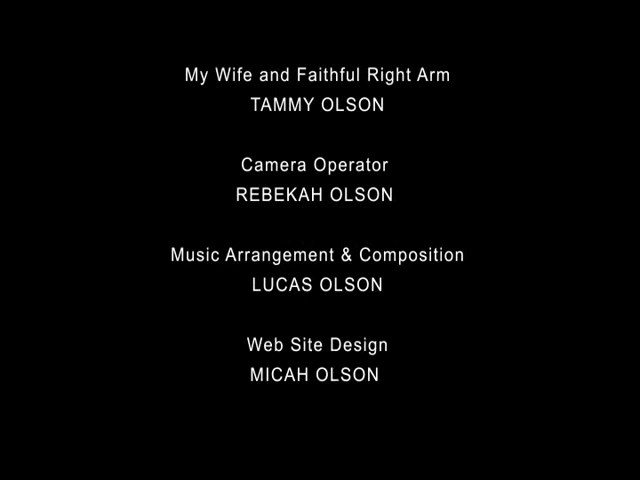 My Wife and Faithful Right Arm
TAMMY OLSON
Camera Operator
REBEKAH OLSON
Music Arrangement & Composition
LUCAS OLSON
Web Site Design
MICAH OLSON